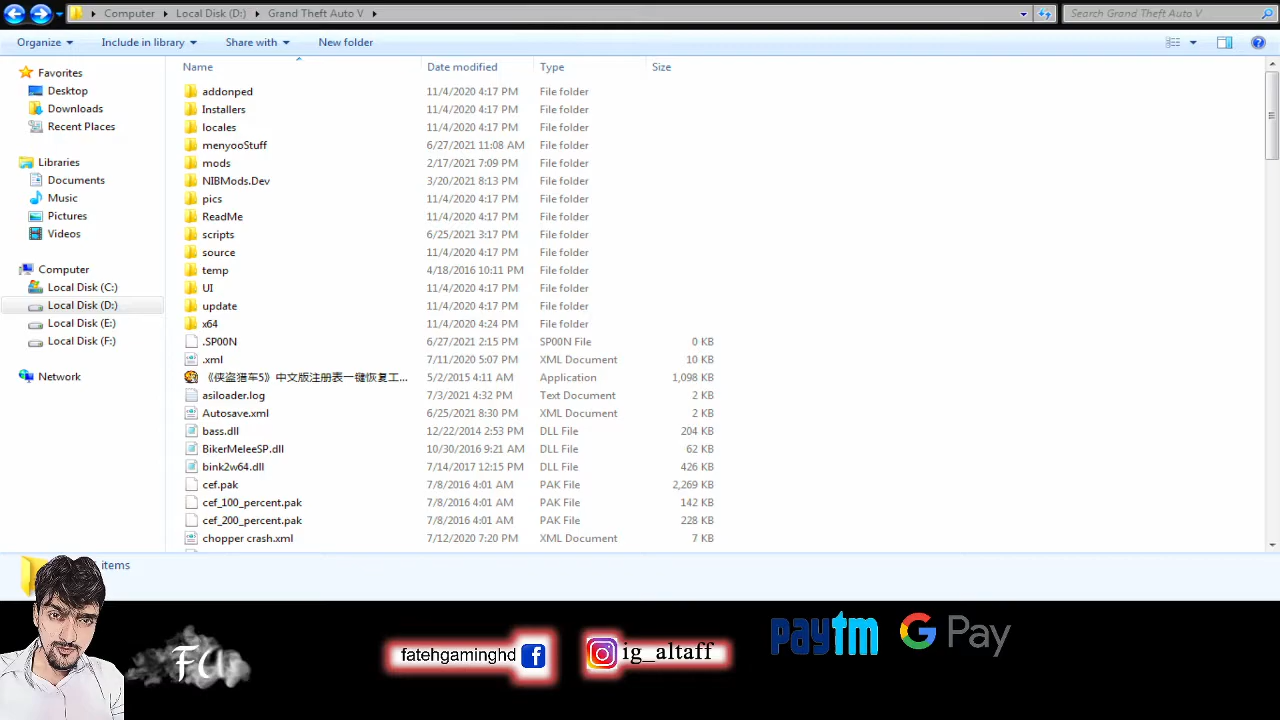 Computer Local Disk (D:) Grand Theft Auto V Search Grand Theft Auto V
Organize Include in library Share with New folder
Name Date modified Type Size
Favorites
Desktop
Downloads
Recent Places
Libraries
Documents
Music
Pictures
Videos
Computer
Local Disk (C:)
Local Disk (D:)
Local Disk (E:)
Local Disk (F:)
Network
addonped 11/4/2020 4:17 PM File folder
Installers 11/4/2020 4:17 PM File folder
locales 11/4/2020 4:17 PM File folder
menyooStuff 6/27/2021 11:08 AM File folder
mods 2/17/2021 7:09 PM File folder
NIBMods.Dev 3/20/2021 8:13 PM File folder
pics 11/4/2020 4:17 PM File folder
ReadMe 11/4/2020 4:17 PM File folder
scripts 6/25/2021 3:17 PM File folder
source 11/4/2020 4:17 PM File folder
temp 4/18/2016 10:11 PM File folder
UI 11/4/2020 4:17 PM File folder
update 11/4/2020 4:17 PM File folder
x64 11/4/2020 4:24 PM File folder
.SP00N 6/27/2021 2:15 PM SP00N File 0 KB
.xml 7/11/2020 5:07 PM XML Document 10 KB
《侠盗猎车5》中文版注册表一键恢复工... 5/2/2015 4:11 AM Application 1,098 KB
asiloader.log 7/3/2021 4:32 PM Text Document 2 KB
Autosave.xml 6/25/2021 8:30 PM XML Document 2 KB
bass.dll 12/22/2014 2:53 PM DLL File 204 KB
BikerMeleeSP.dll 10/30/2016 9:21 AM DLL File 62 KB
bink2w64.dll 7/14/2017 12:15 PM DLL File 426 KB
cef.pak 7/8/2016 4:01 AM PAK File 2,269 KB
cef_100_percent.pak 7/8/2016 4:01 AM PAK File 142 KB
cef_200_percent.pak 7/8/2016 4:01 AM PAK File 228 KB
chopper crash.xml 7/12/2020 7:20 PM XML Document 7 KB
items
fatehgaminghd f
ig_altaff
paytm
G Pay